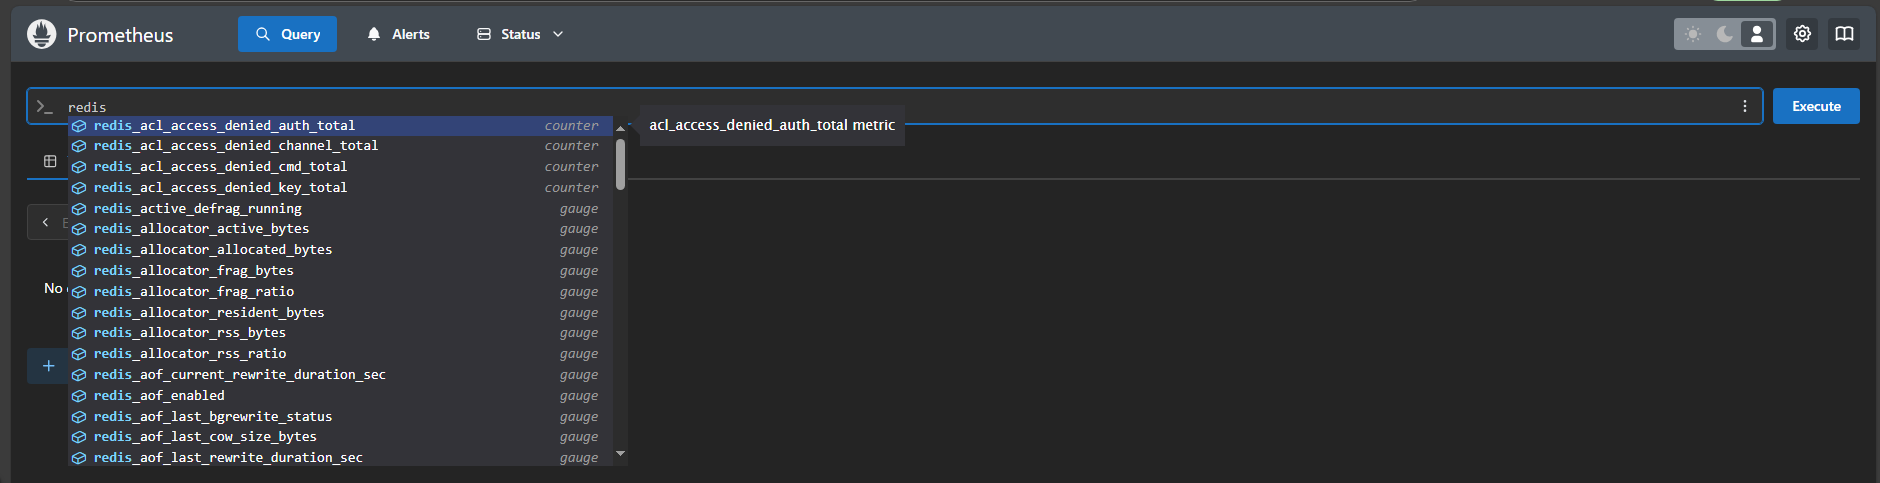 Prometheus
Query
Alerts
Status
redis
Execute
redis_acl_access_denied_auth_total counter
acl_access_denied_auth_total metric
redis_acl_access_denied_channel_total counter
redis_acl_access_denied_cmd_total counter
redis_acl_access_denied_key_total counter
redis_active_defrag_running gauge
redis_allocator_active_bytes gauge
redis_allocator_allocated_bytes gauge
redis_allocator_frag_bytes gauge
redis_allocator_frag_ratio gauge
redis_allocator_resident_bytes gauge
redis_allocator_rss_bytes gauge
redis_allocator_rss_ratio gauge
redis_aof_current_rewrite_duration_sec gauge
redis_aof_enabled gauge
redis_aof_last_bgrewrite_status gauge
redis_aof_last_cow_size_bytes gauge
redis_aof_last_rewrite_duration_sec gauge
No